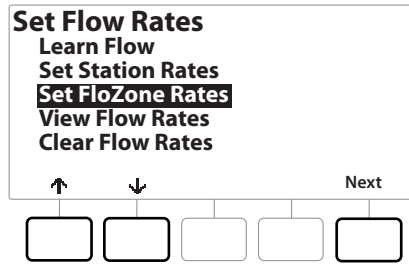 Set Flow Rates
Learn Flow
Set Station Rates
Set FloZone Rates
View Flow Rates
Clear Flow Rates
↑ ↓ Next